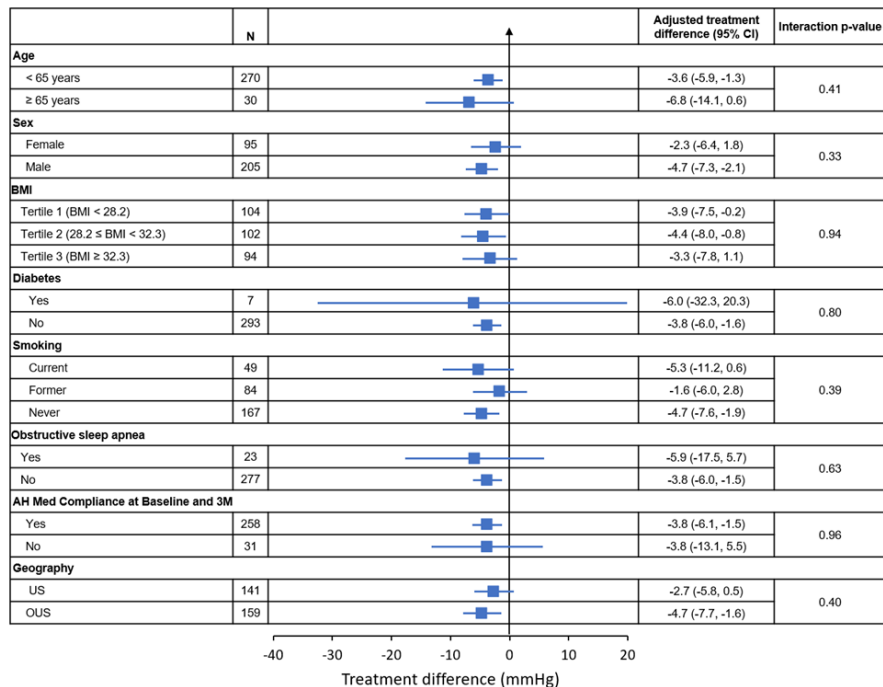 N Adjusted treatment difference (95% CI) Interaction p-value
Age
< 65 years 270 -3.6 (-5.9, -1.3) 0.41
≥ 65 years 30 -6.8 (-14.1, 0.6)
Sex
Female 95 -2.3 (-6.4, 1.8) 0.33
Male 205 -4.7 (-7.3, -2.1)
BMI
Tertile 1 (BMI < 28.2) 104 -3.9 (-7.5, -0.2)
Tertile 2 (28.2 ≤ BMI < 32.3) 102 -4.4 (-8.0, -0.8) 0.94
Tertile 3 (BMI ≥ 32.3) 94 -3.3 (-7.8, 1.1)
Diabetes
Yes 7 -6.0 (-32.3, 20.3) 0.80
No 293 -3.8 (-6.0, -1.6)
Smoking
Current 49 -5.3 (-11.2, 0.6)
Former 84 -1.6 (-6.0, 2.8) 0.39
Never 167 -4.7 (-7.6, -1.9)
Obstructive sleep apnea
Yes 23 -5.9 (-17.5, 5.7) 0.63
No 277 -3.8 (-6.0, -1.5)
AH Med Compliance at Baseline and 3M
Yes 258 -3.8 (-6.1, -1.5) 0.96
No 31 -3.8 (-13.1, 5.5)
Geography
US 141 -2.7 (-5.8, 0.5) 0.40
OUS 159 -4.7 (-7.7, -1.6)
-40 -30 -20 -10 0 10 20
Treatment difference (mmHg)